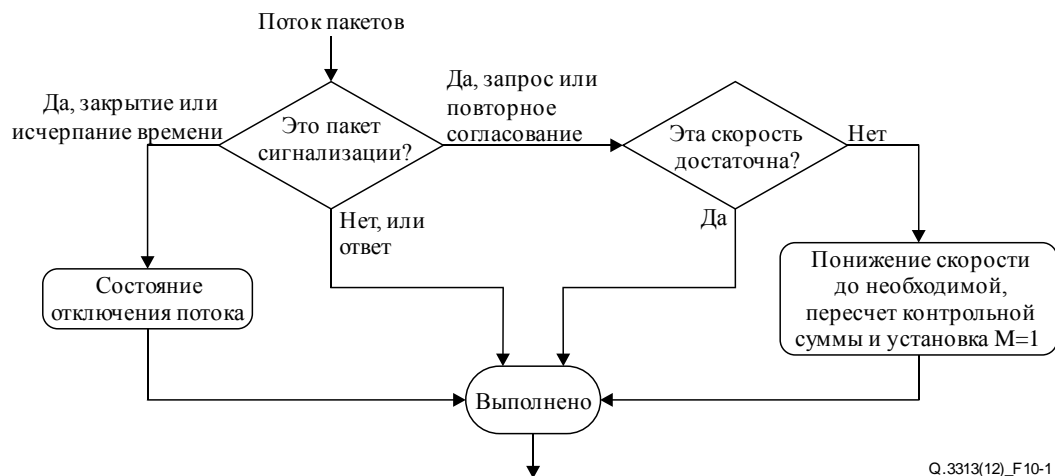 Поток пакетов
Да, закрытие или
исчерпание времени
Это пакет
сигнализации?
Да, запрос или
повторное
согласование
Эта скорость
достаточна?
Нет
Нет, или
ответ
Да
Состояние
отключения потока
Понижение скорости
до необходимой,
пересчет контрольной
суммы и установка M=1
Выполнено
Q.3313(12)_F10-1